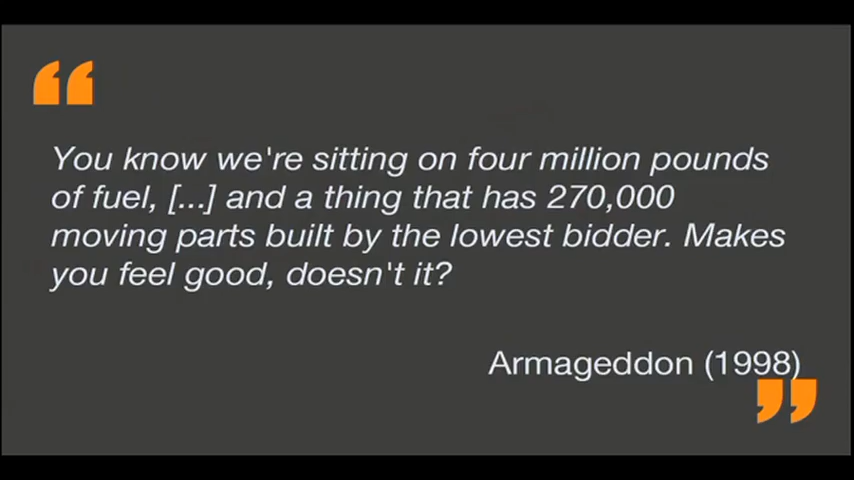 You know we're sitting on four million pounds
of fuel, [...] and a thing that has 270,000
moving parts built by the lowest bidder. Makes
you feel good, doesn't it?
Armageddon (1998)